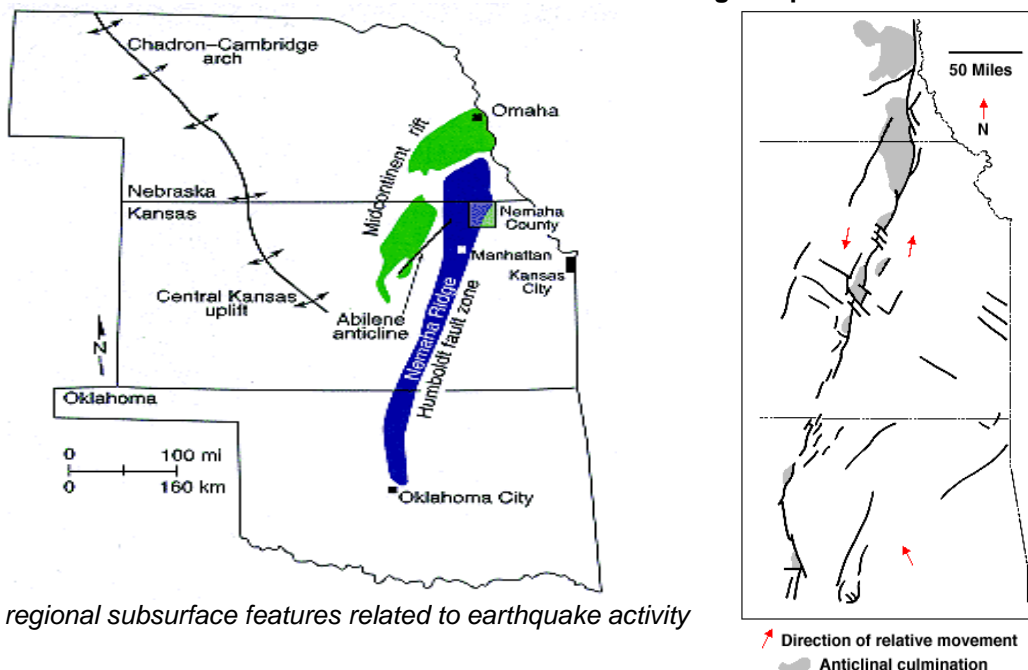 Chadron–Cambridge
arch
Omaha
Midcontinent rift
Nebraska
Kansas
Nemaha
County
Manhattan
Kansas
City
Central Kansas
uplift
Abilene
anticline
Nemaha Ridge
Humboldt fault zone
N
Oklahoma
0 100 mi
0 160 km
Oklahoma City
regional subsurface features related to earthquake activity
50 Miles
N
Direction of relative movement
Anticlinal culmination